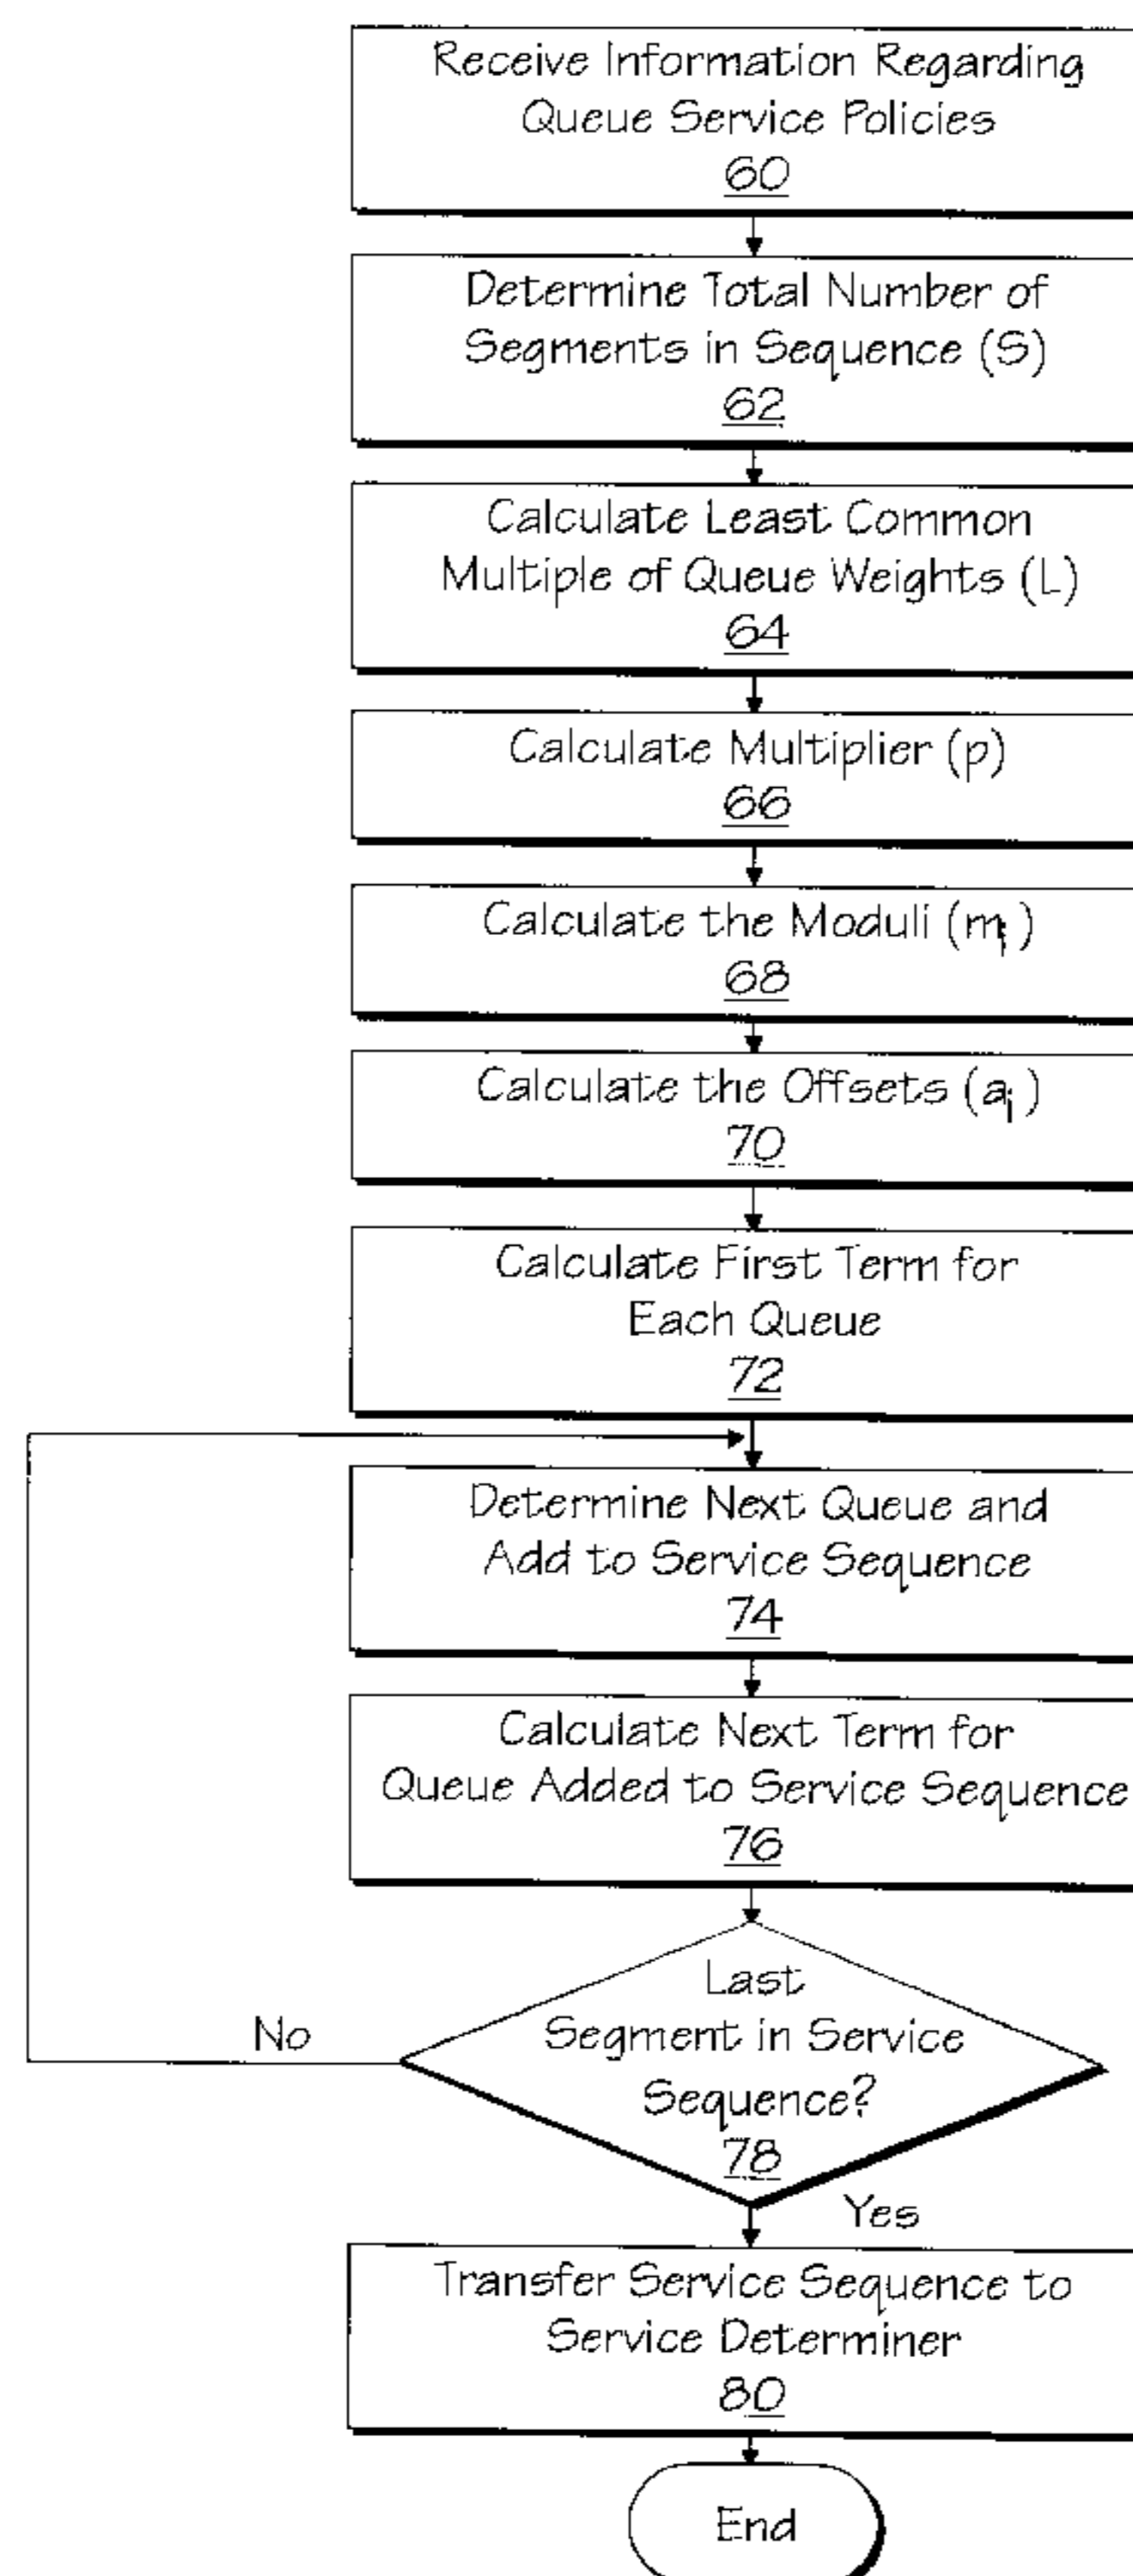 Receive Information Regarding
Queue Service Policies
60
Determine Total Number of
Segments in Sequence (S)
62
Calculate Least Common
Multiple of Queue Weights (L)
64
Calculate Multiplier (p)
66
Calculate the Moduli (mi)
68
Calculate the Offsets (ai)
70
Calculate First Term for
Each Queue
72
Determine Next Queue and
Add to Service Sequence
74
Calculate Next Term for
Queue Added to Service Sequence
76
Last
Segment in Service
Sequence?
78
No
Yes
Transfer Service Sequence to
Service Determiner
80
End